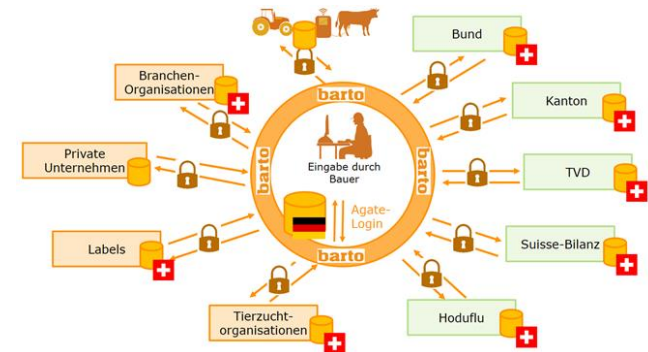 Branchen-
Organisationen
Private
Unternehmen
Labels
Tierzucht-
organisationen
Bund
Kanton
TVD
Suisse-Bilanz
Hoduflu
barto
barto
barto
barto
Eingabe durch
Bauer
Agate-
Login